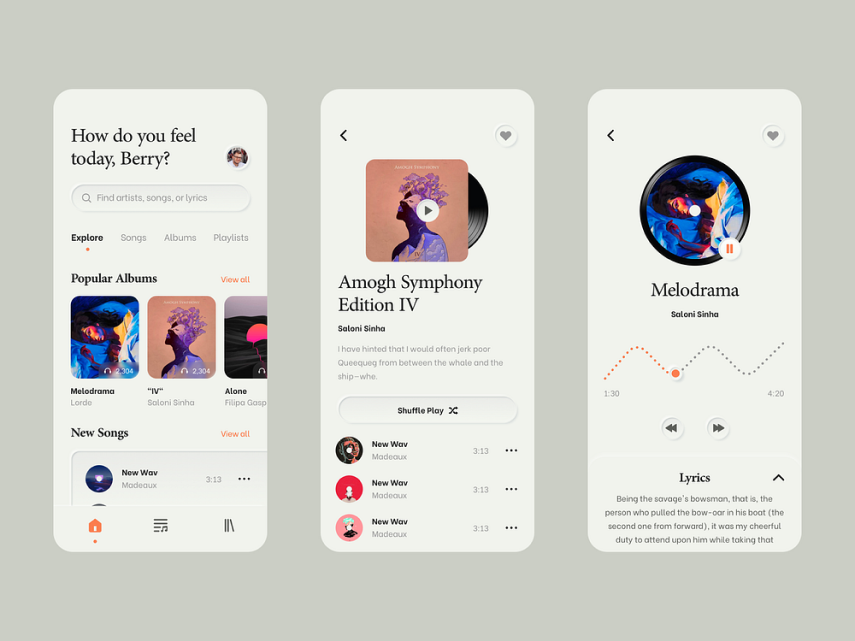 How do you feel
today, Berry?
Find artists, songs, or lyrics
Explore
Songs
Albums
Playlists
Popular Albums
View all
2,304
2,304
Melodrama
Lorde
"IV"
Saloni Sinha
Alone
Filipa Gasp
New Songs
View all
New Wav
Madeaux
3:13
IV
Amogh Symphony
Edition IV
Saloni Sinha
I have hinted that I would often jerk poor
Queequeg from between the whale and the
ship—whe.
Shuffle Play
New Wav
Madeaux
3:13
New Wav
Madeaux
3:13
New Wav
Madeaux
3:13
Melodrama
Saloni Sinha
1:30
4:20
Lyrics
Being the savage's bowsman, that is, the
person who pulled the bow-oar in his boat (the
second one from forward), it was my cheerful
duty to attend upon him while taking that